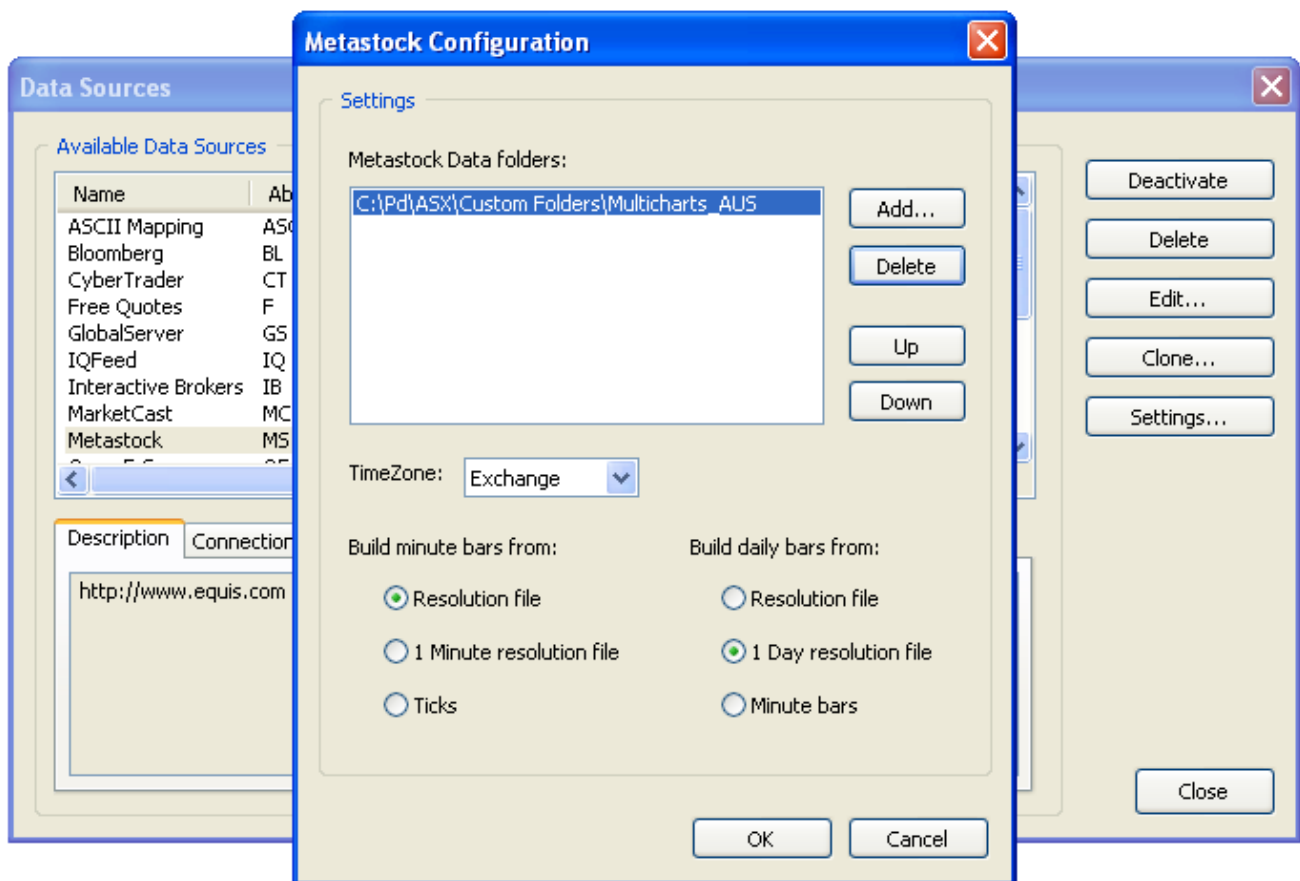 Metastock Configuration
Data Sources
Settings
Available Data Sources
Metastock Data folders:
Name Ab
C:\Pd\ASX\Custom Folders\Multicharts_AUS
Add...
Delete
Up
Down
ASCII Mapping ASC
Bloomberg BL
CyberTrader CT
Free Quotes F
GlobalServer GS
IQFeed IQ
Interactive Brokers IB
MarketCast MC
Metastock MS
Deactivate
Delete
Edit...
Clone...
Settings...
TimeZone: Exchange
Description Connection
http://www.equis.com
Build minute bars from:
Resolution file
1 Minute resolution file
Ticks
Build daily bars from:
Resolution file
1 Day resolution file
Minute bars
Close
OK
Cancel